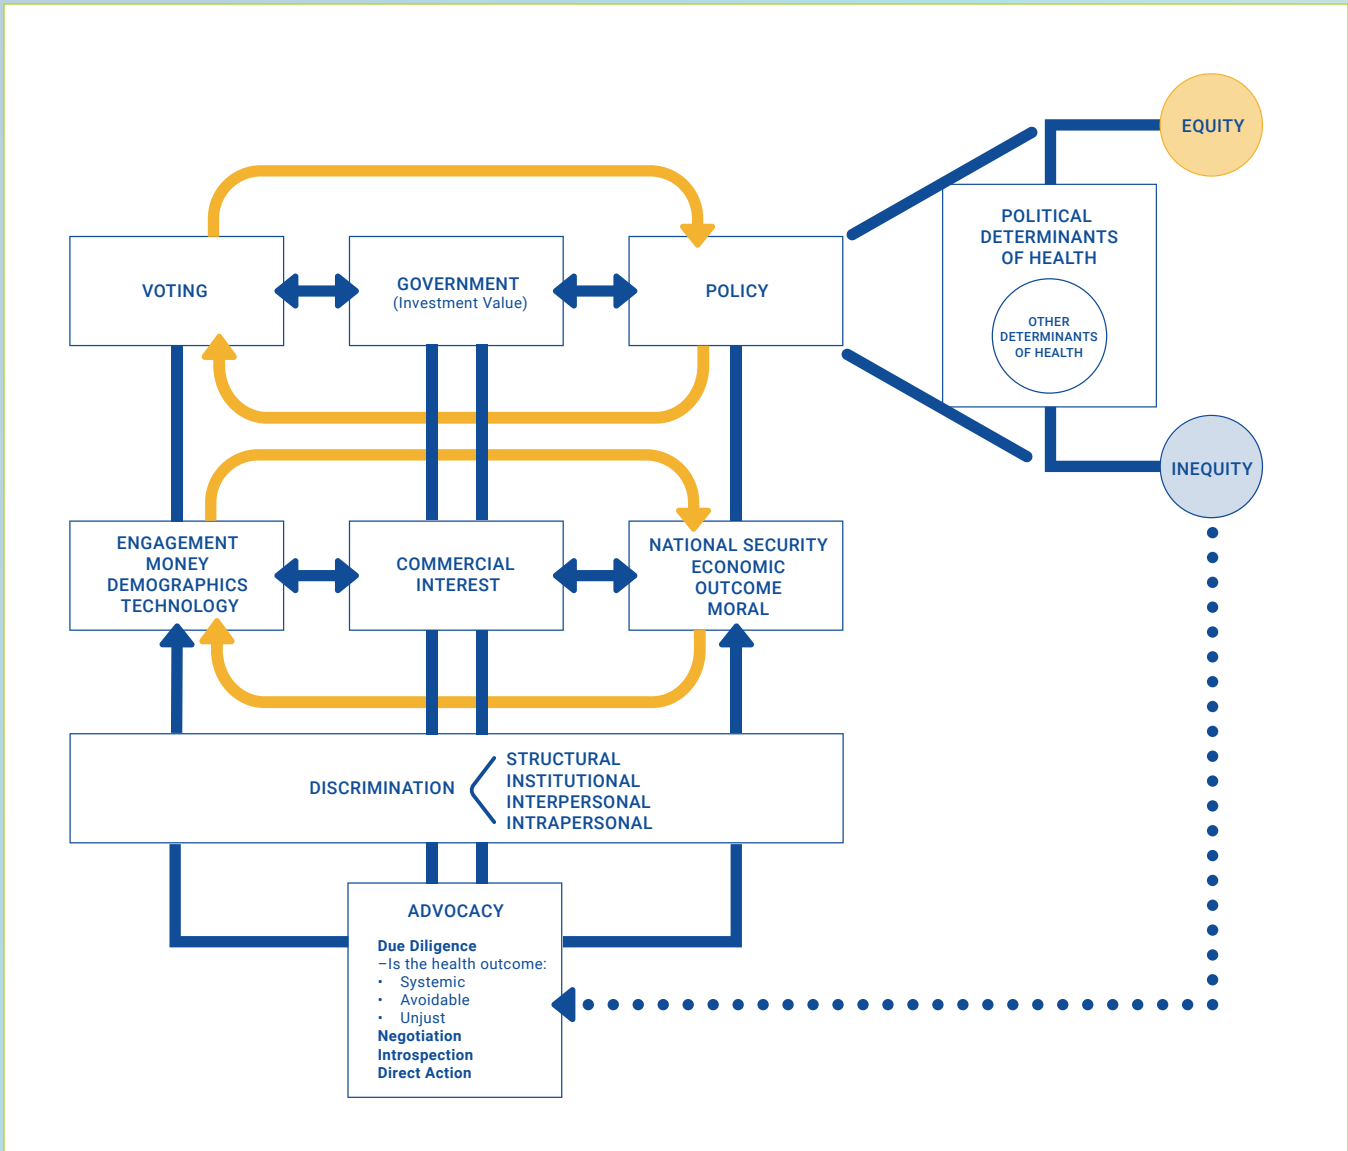 EQUITY
POLITICAL
DETERMINANTS
OF HEALTH
VOTING
GOVERNMENT
(Investment Value)
POLICY
OTHER
DETERMINANTS
OF HEALTH
INEQUITY
ENGAGEMENT
MONEY
DEMOGRAPHICS
TECHNOLOGY
COMMERCIAL
INTEREST
NATIONAL SECURITY
ECONOMIC
OUTCOME
MORAL
DISCRIMINATION
STRUCTURAL
INSTITUTIONAL
INTERPERSONAL
INTRAPERSONAL
ADVOCACY
Due Diligence
–Is the health outcome:
• Systemic
• Avoidable
• Unjust
Negotiation
Introspection
Direct Action